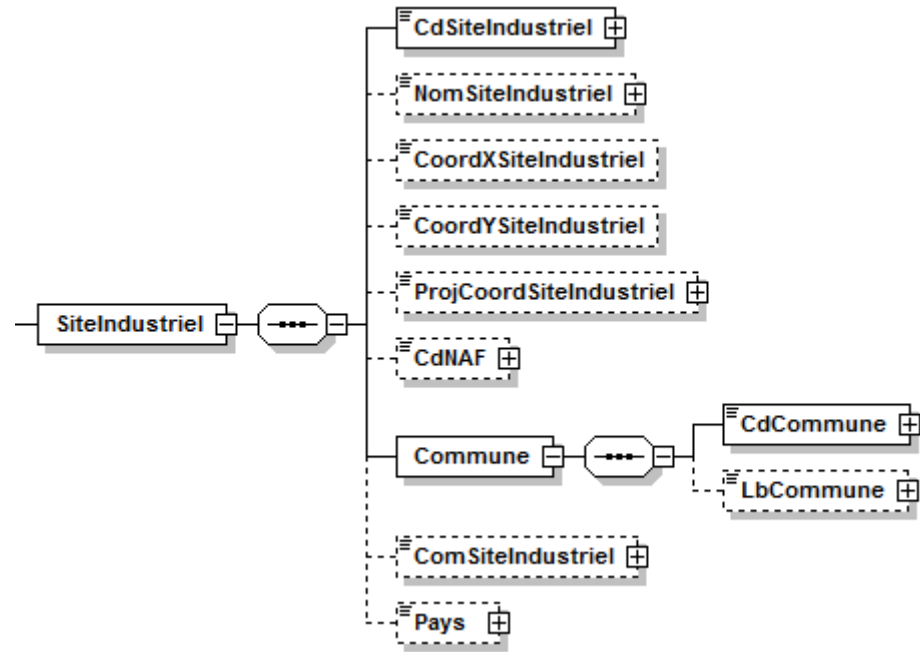 CdSiteIndustriel
NomSiteIndustriel
CoordXSiteIndustriel
CoordYSiteIndustriel
ProjCoordSiteIndustriel
SiteIndustriel
CdNAF
Commune
CdCommune
LbCommune
ComSiteIndustriel
Pays